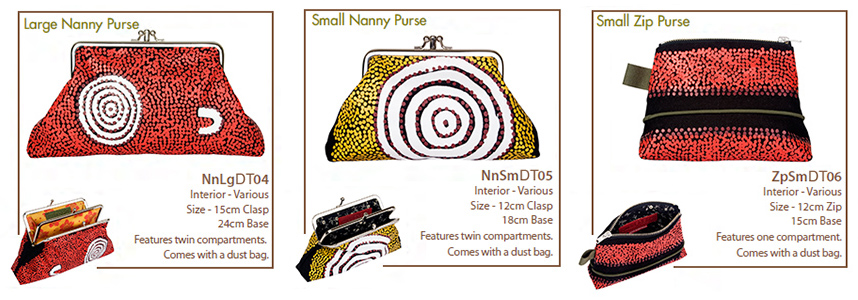 Large Nanny Purse
NnLgDT04
Interior - Various
Size - 15cm Clasp
24cm Base
Features twin compartments.
Comes with a dust bag.
Small Nanny Purse
NnSmDT05
Interior - Various
Size - 12cm Clasp
18cm Base
Features twin compartments.
Comes with a dust bag.
Small Zip Purse
ZpSmDT06
Interior - Various
Size - 12cm Zip
15cm Base
Features one compartment.
Comes with a dust bag.